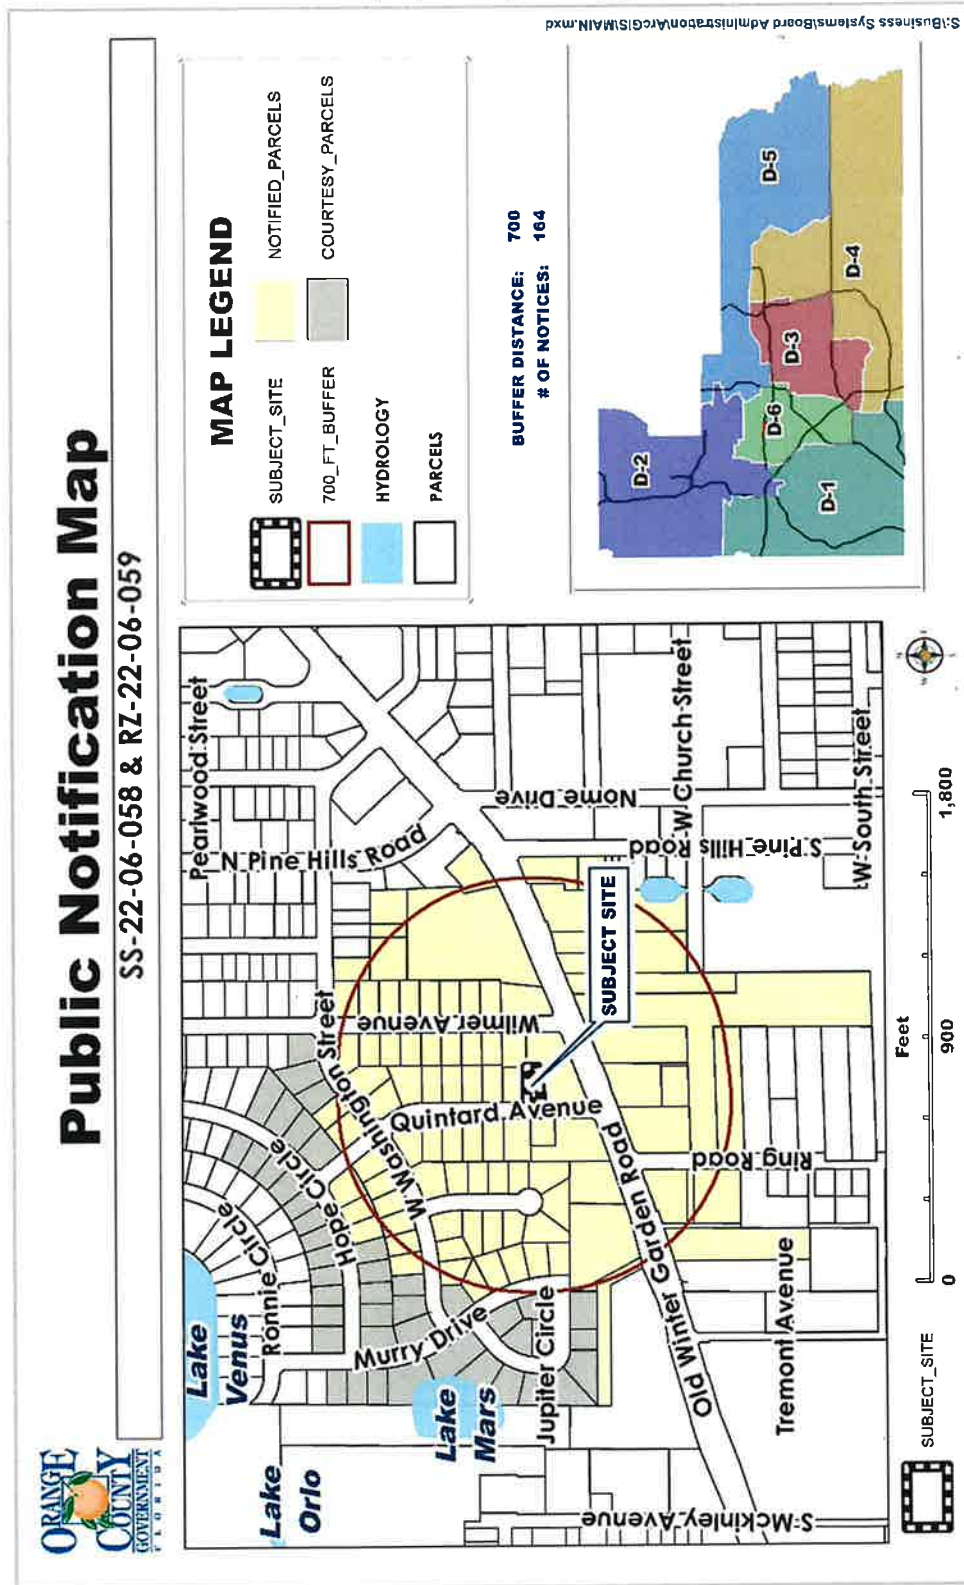 ORANGE
COUNTY
GOVERNMENT
FLORIDA
Public Notification Map
SS-22-06-058 & RZ-22-06-059
Lake
Venus
Lake
Mars
Lake
Orlo
Ronnie Circle
Hope Circle
Murry Drive
Jupiter Circle
W Washington Street
Quintard Avenue
Wilmer Avenue
Pearlwood Street
N Pine Hills Road
Nome Drive
S Pine Hills Road
W Church Street
W South Street
Old Winter Garden Road
Ring Road
Tremont Avenue
S Mckinley Avenue
SUBJECT SITE
MAP LEGEND
SUBJECT_SITE
NOTIFIED_PARCELS
700_FT_BUFFER
COURTESY_PARCELS
HYDROLOGY
PARCELS
BUFFER DISTANCE: 700
# OF NOTICES: 164
D-2
D-5
D-6
D-3
D-4
D-1
SUBJECT_SITE
Feet
0 900 1,800
N
E
S
W
S:\Business Systems\Board Administration\ArcGIS\MAIN.mxd